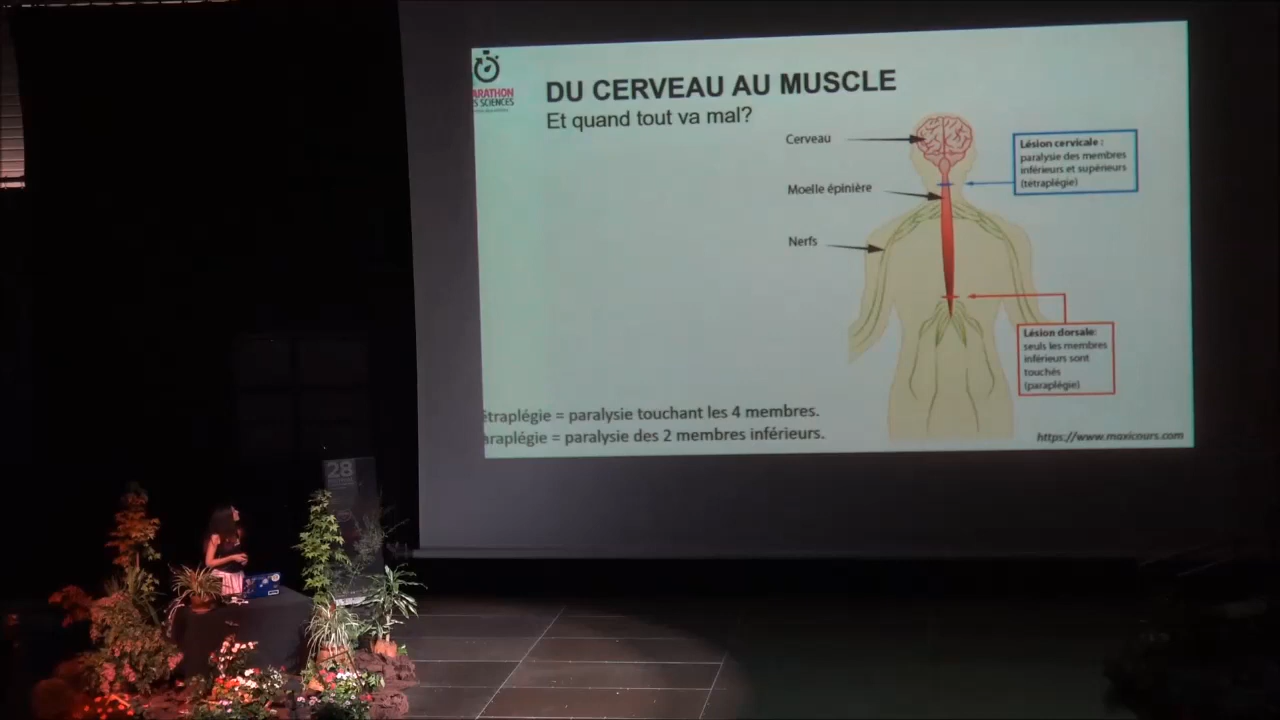 ARATHON
S SCIENCES
DU CERVEAU AU MUSCLE
Et quand tout va mal?
Cerveau
Moelle épinière
Nerfs
Lésion cervicale :
paralysie des membres
inférieurs et supérieurs
(tétraplégie)
Lésion dorsale:
seuls les membres
inférieurs sont
touchés
(paraplégie)
étraplégie = paralysie touchant les 4 membres.
araplégie = paralysie des 2 membres inférieurs.
https://www.maxicours.com
28